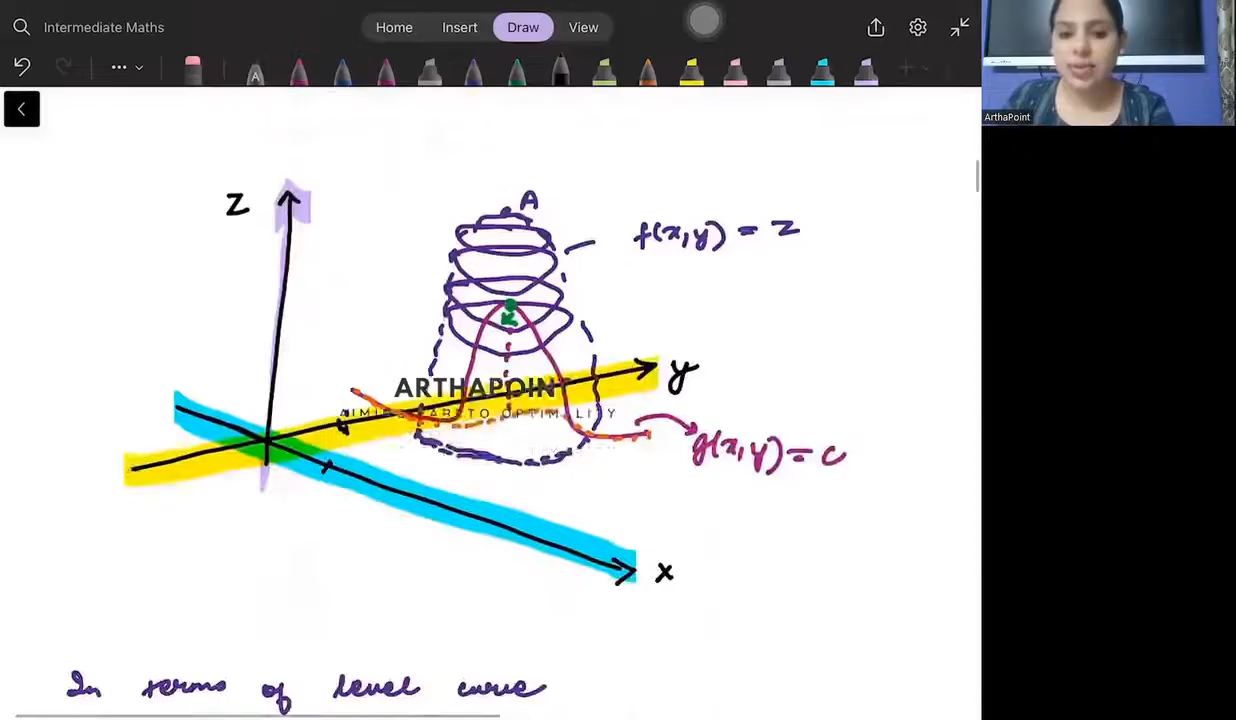 Intermediate Maths
Home Insert Draw View
A
ArthaPoint
Z
A
f(x,y) = z
y
ARTHAPOINT
g(x,y) = c
x
In terms of level curve